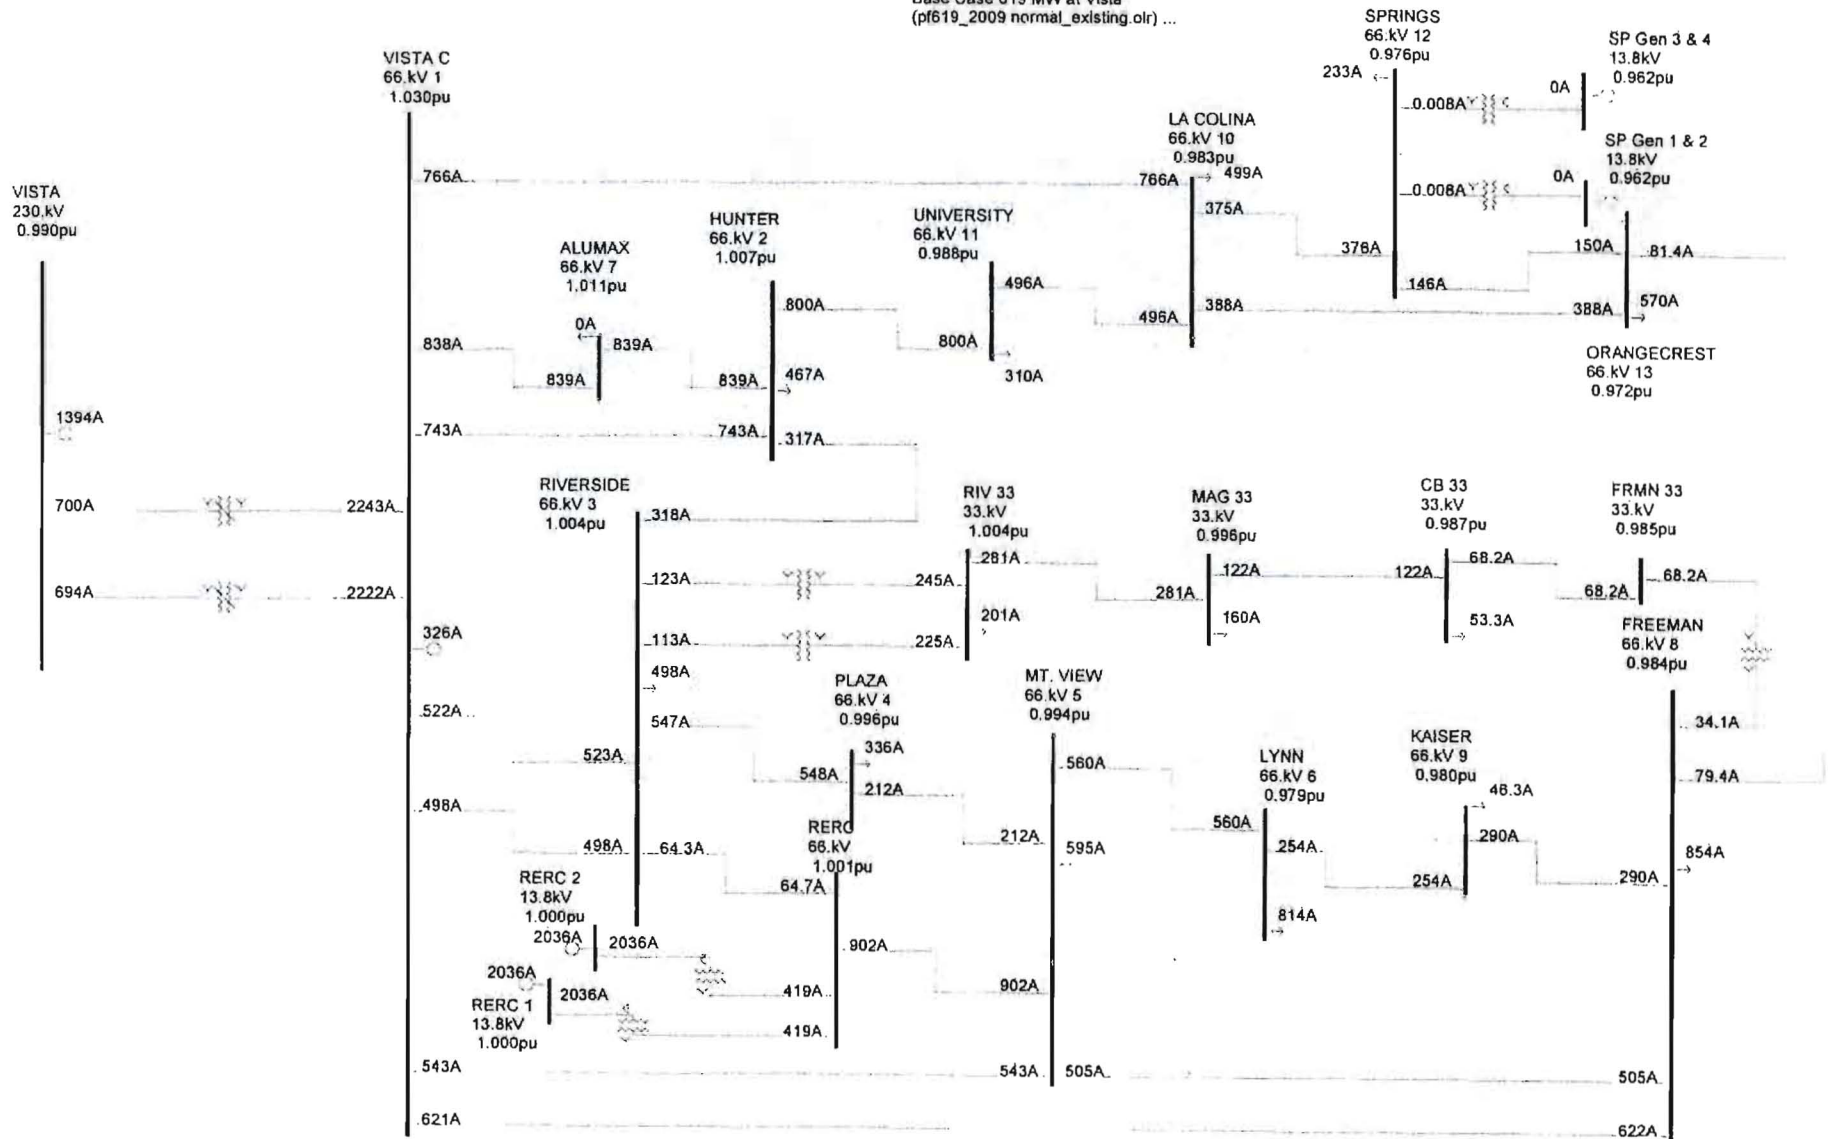 Base Case 619 MW at Vista
(pf619_2009 normal_existing.olr) ...
SPRINGS
66.kV 12
0.976pu
233A
0.008A
0.008A
376A
146A
SP Gen 3 & 4
13.8kV
0.962pu
0A
SP Gen 1 & 2
13.8kV
0.962pu
0A
VISTA C
66.kV 1
1.030pu
766A
838A
743A
2243A
2222A
326A
522A
498A
543A
621A
LA COLINA
66.kV 10
0.983pu
766A
499A
375A
388A
496A
150A
81.4A
388A
570A
ORANGECREST
66.kV 13
0.972pu
VISTA
230.kV
0.990pu
1394A
700A
694A
HUNTER
66.kV 2
1.007pu
800A
839A
467A
743A
317A
UNIVERSITY
66.kV 11
0.988pu
496A
800A
310A
ALUMAX
66.kV 7
1.011pu
0A
839A
839A
RIVERSIDE
66.kV 3
1.004pu
318A
123A
113A
498A
547A
523A
498A
64.3A
RIV 33
33.kV
1.004pu
281A
245A
201A
225A
MAG 33
33.kV
0.996pu
122A
281A
160A
CB 33
33.kV
0.987pu
68.2A
122A
53.3A
FRMN 33
33.kV
0.985pu
68.2A
68.2A
FREEMAN
66.kV 8
0.984pu
34.1A
79.4A
854A
290A
505A
622A
PLAZA
66.kV 4
0.996pu
336A
548A
212A
MT. VIEW
66.kV 5
0.994pu
560A
212A
595A
902A
543A
505A
LYNN
66.kV 6
0.979pu
560A
254A
814A
KAISER
66.kV 9
0.980pu
46.3A
290A
254A
RERC
66.kV
1.001pu
64.7A
902A
419A
419A
RERC 2
13.8kV
1.000pu
2036A
2036A
2036A
2036A
RERC 1
13.8kV
1.000pu